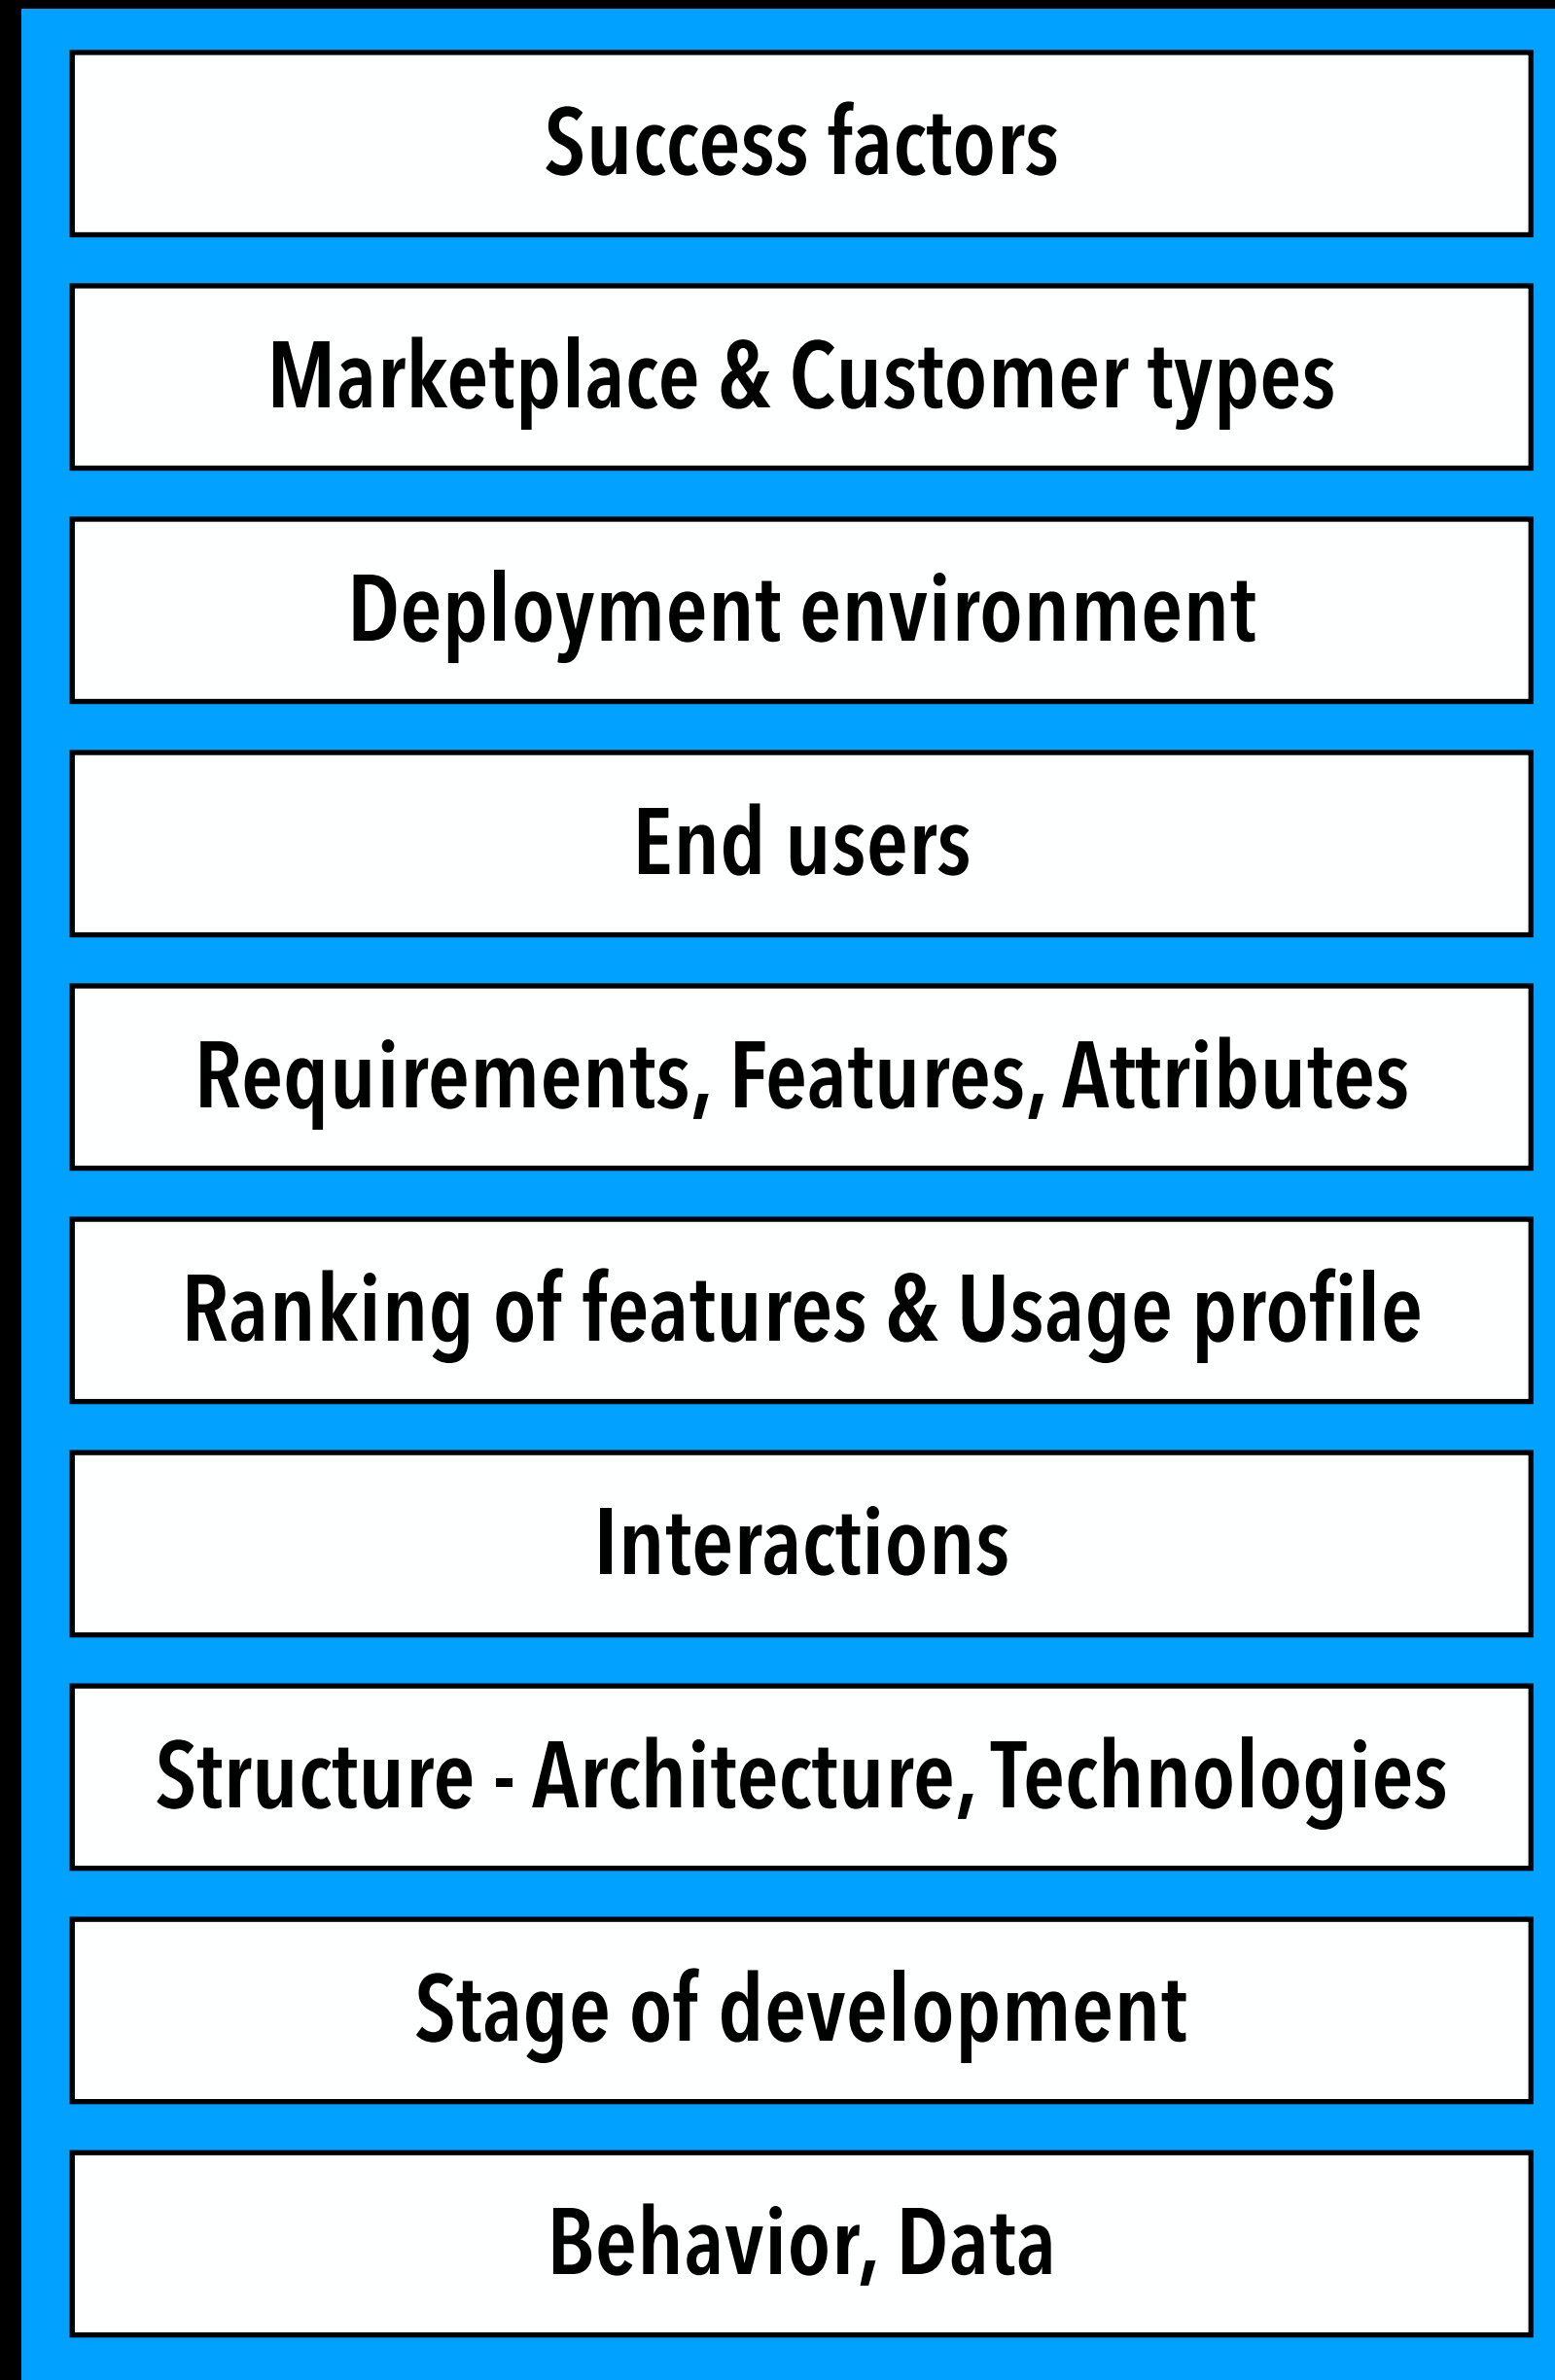 Success factors
Marketplace & Customer types
Deployment environment
End users
Requirements, Features, Attributes
Ranking of features & Usage profile
Interactions
Structure - Architecture, Technologies
Stage of development
Behavior, Data